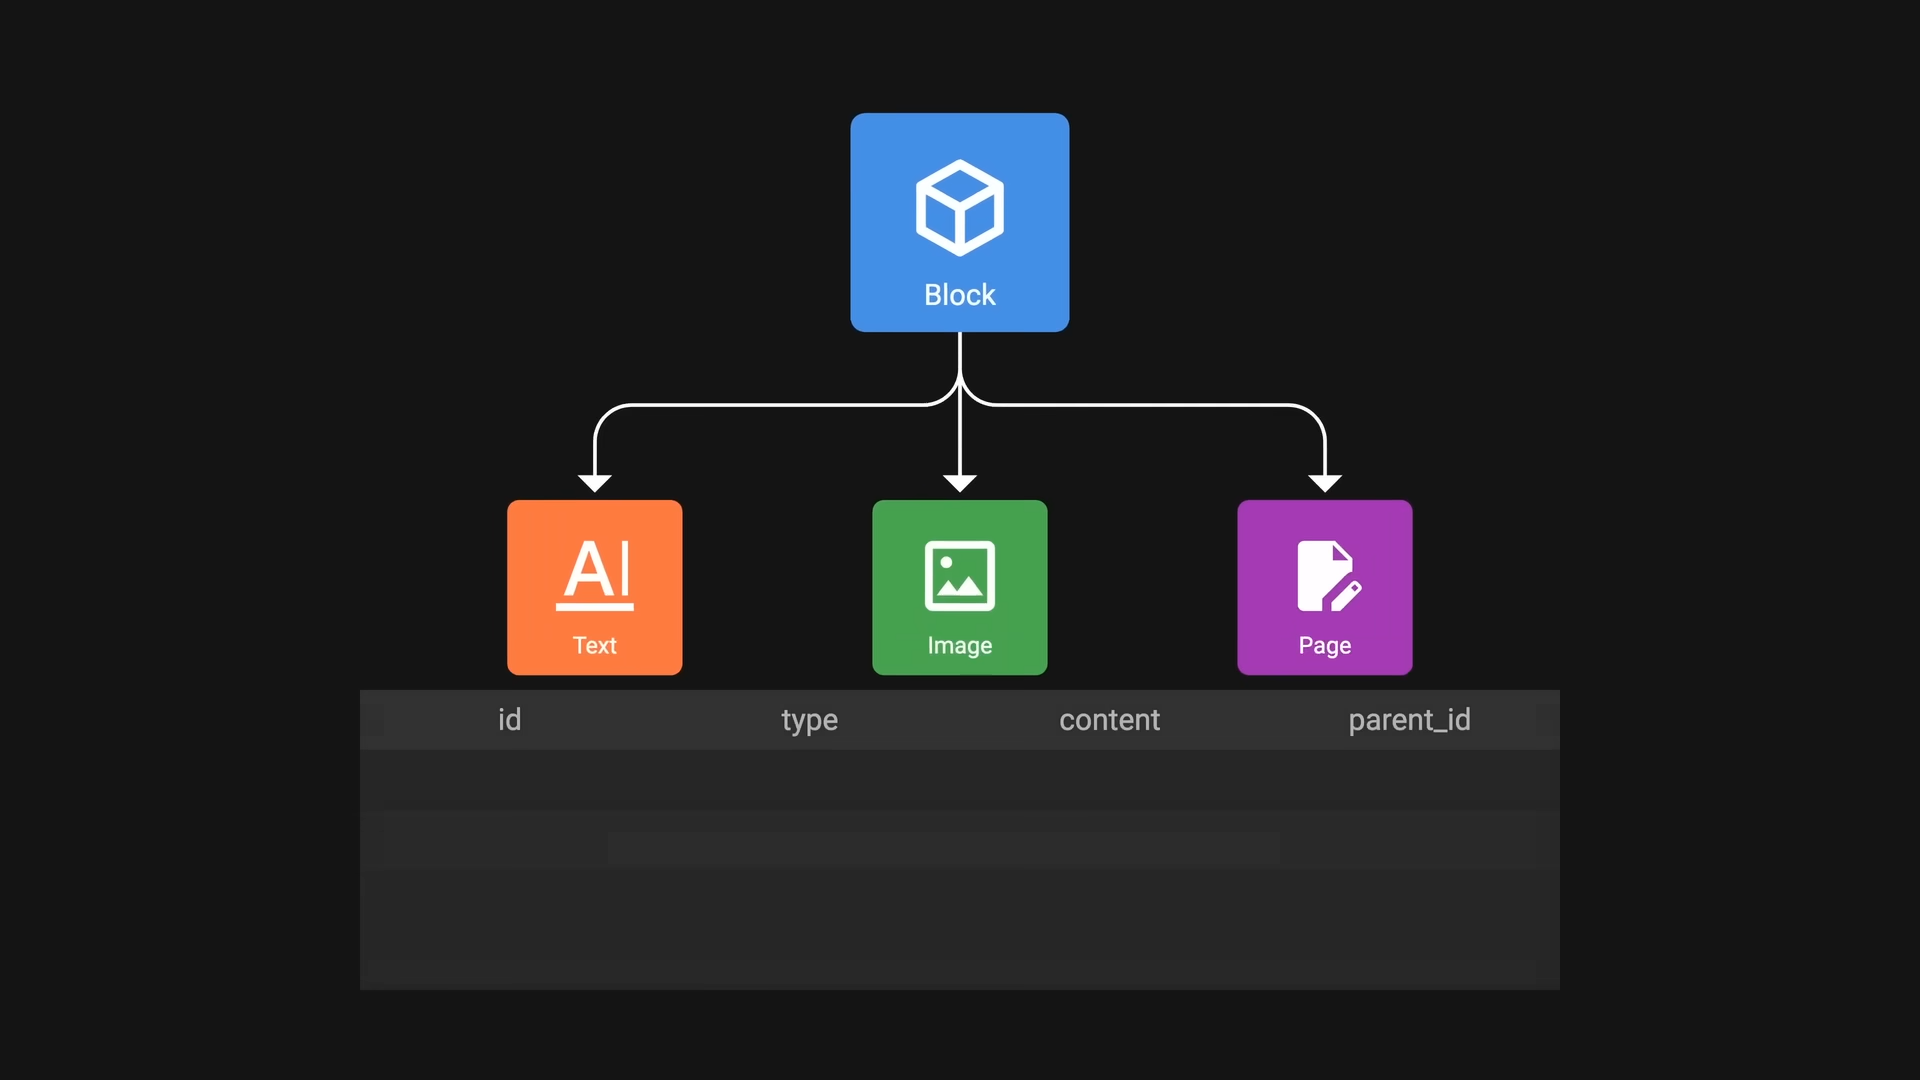 Block
Text
Image
Page
id type content parent_id